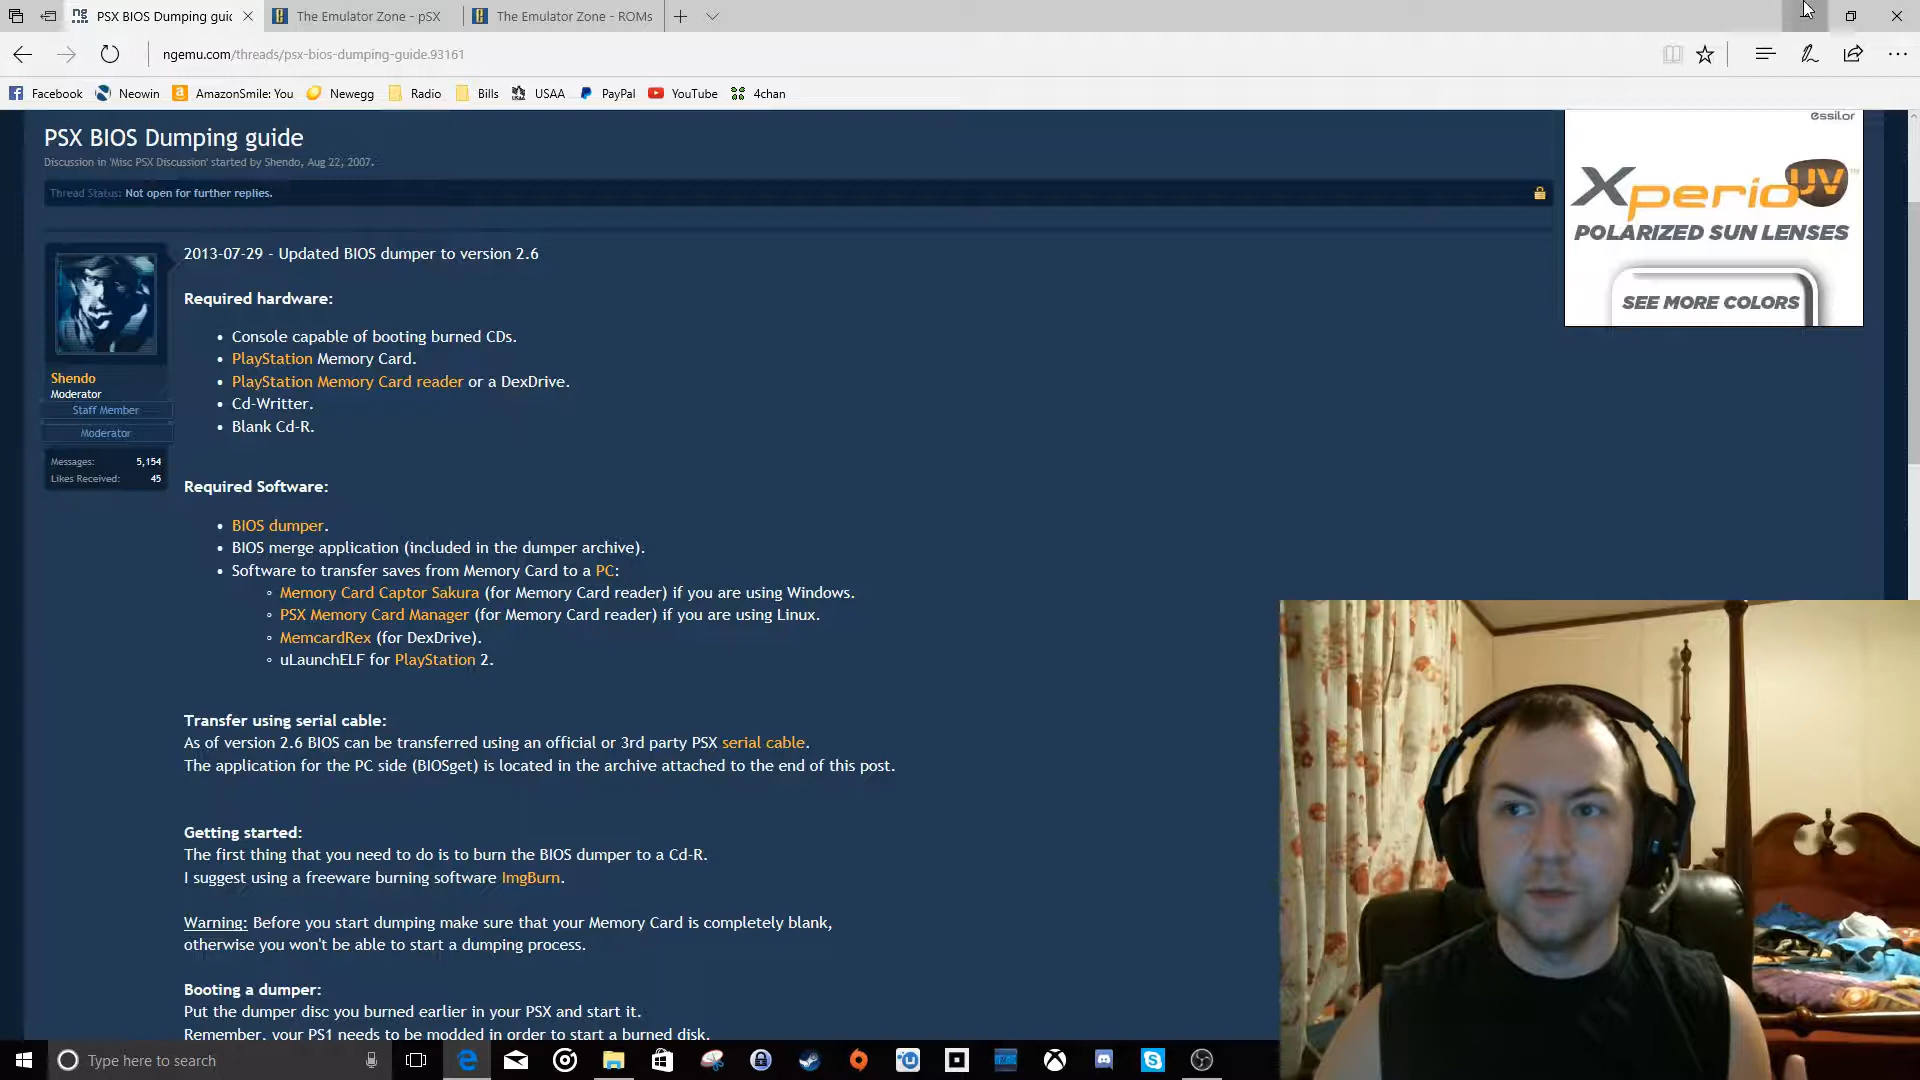 PSX BIOS Dumping guid
The Emulator Zone - pSX
The Emulator Zone - ROMs
ngemu.com/threads/psx-bios-dumping-guide.93161
Facebook
Neowin
AmazonSmile: You
Newegg
Radio
Bills
USAA
PayPal
YouTube
4chan
PSX BIOS Dumping guide
Discussion in 'Misc PSX Discussion' started by Shendo, Aug 22, 2007.
Thread Status: Not open for further replies.
essilor
Xperio UV
POLARIZED SUN LENSES
SEE MORE COLORS
Shendo
Moderator
Staff Member
Moderator
Messages: 5,154
Likes Received: 45
2013-07-29 - Updated BIOS dumper to version 2.6
Required hardware:
• Console capable of booting burned CDs.
• PlayStation Memory Card.
• PlayStation Memory Card reader or a DexDrive.
• Cd-Writter.
• Blank Cd-R.
Required Software:
• BIOS dumper.
• BIOS merge application (included in the dumper archive).
• Software to transfer saves from Memory Card to a PC:
◦ Memory Card Captor Sakura (for Memory Card reader) if you are using Windows.
◦ PSX Memory Card Manager (for Memory Card reader) if you are using Linux.
◦ MemcardRex (for DexDrive).
◦ uLaunchELF for PlayStation 2.
Transfer using serial cable:
As of version 2.6 BIOS can be transferred using an official or 3rd party PSX serial cable.
The application for the PC side (BIOSget) is located in the archive attached to the end of this post.
Getting started:
The first thing that you need to do is to burn the BIOS dumper to a Cd-R.
I suggest using a freeware burning software ImgBurn.
Warning: Before you start dumping make sure that your Memory Card is completely blank,
otherwise you won't be able to start a dumping process.
Booting a dumper:
Put the dumper disc you burned earlier in your PSX and start it.
Remember, your PS1 needs to be modded in order to start a burned disk.
Type here to search